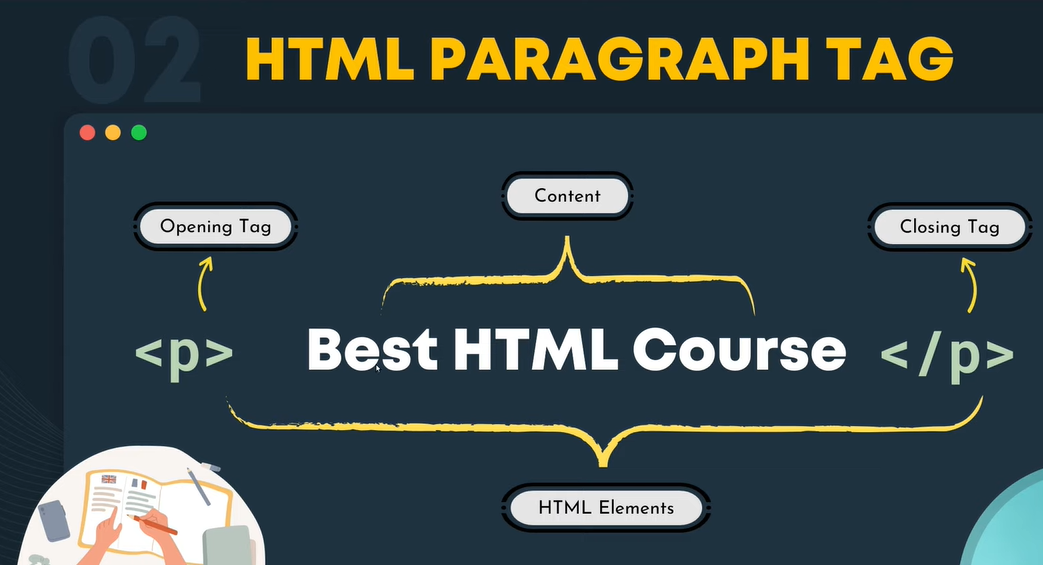 02 HTML PARAGRAPH TAG
Content
Opening Tag
Closing Tag
<p> Best HTML Course </p>
HTML Elements